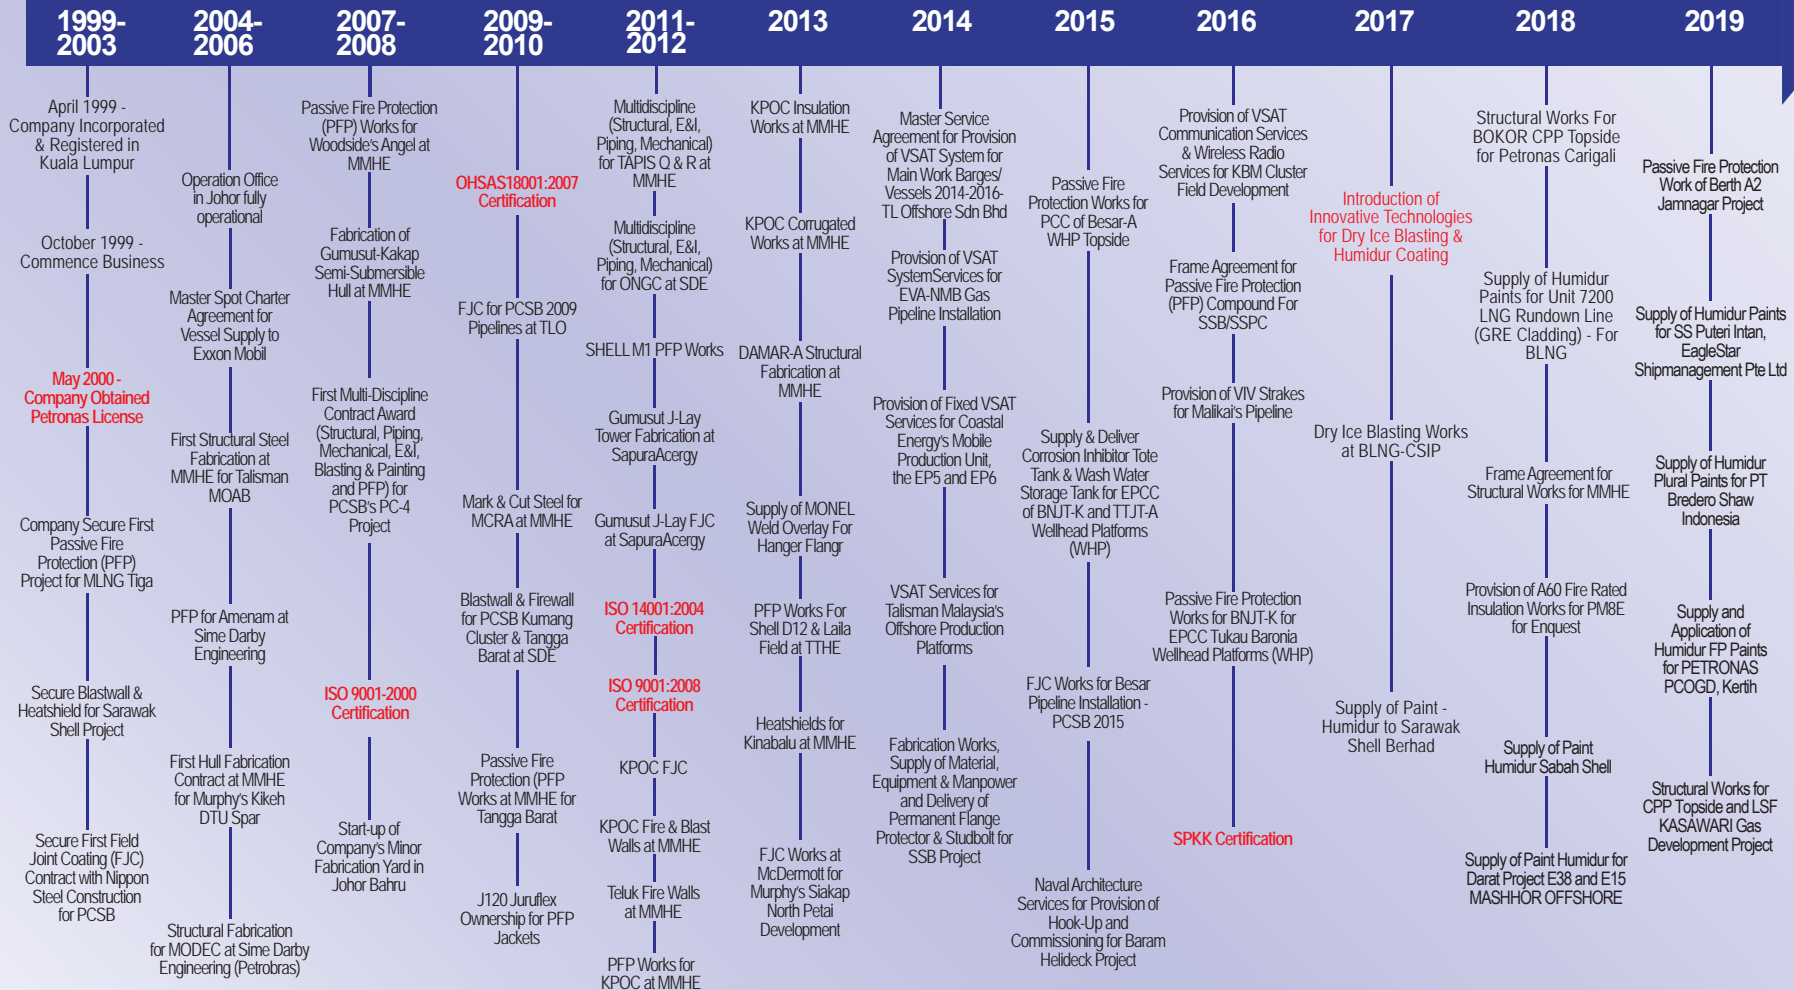 1999-
2003
April 1999 -
Company Incorporated
& Registered in
Kuala Lumpur
October 1999 -
Commence Business
May 2000 -
Company Obtained
Petronas License
Company Secure First
Passive Fire
Protection (PFP)
Project for MLNG Tiga
Secure Blastwall &
Heatshield for Sarawak
Shell Project
Secure First Field
Joint Coating (FJC)
Contract with Nippon
Steel Construction
for PCSB
2004-
2006
Operation Office
in Johor fully
operational
Master Spot Charter
Agreement for
Vessel Supply to
Exxon Mobil
First Structural Steel
Fabrication at
MMHE for Talisman
MOAB
PFP for Amenam at
Sime Darby
Engineering
First Hull Fabrication
Contract at MMHE
for Murphy's Kikeh
DTU Spar
Structural Fabrication
for MODEC at Sime Darby
Engineering (Petrobras)
2007-
2008
Passive Fire Protection
(PFP) Works for
Woodside's Angel at
MMHE
Fabrication of
Gumusut-Kakap
Semi-Submersible
Hull at MMHE
First Multi-Discipline
Contract Award
(Structural, Piping,
Mechanical, E&I,
Blasting & Painting
and PFP) for
PCSB's PC-4
Project
ISO 9001-2000
Certification
Start-up of
Company's Minor
Fabrication Yard in
Johor Bahru
2009-
2010
OHSAS18001:2007
Certification
FJC for PCSB 2009
Pipelines at TLO
Mark & Cut Steel for
MCRA at MMHE
Blastwall & Firewall
for PCSB Kumang
Cluster & Tangga
Barat at SDE
Passive Fire
Protection (PFP
Works at MMHE for
Tangga Barat
J120 Juruflex
Ownership for PFP
Jackets
2011-
2012
Multidiscipline
(Structural, E&I,
Piping, Mechanical)
for TAPIS Q & R at
MMHE
Multidiscipline
(Structural, E&I,
Piping, Mechanical)
for ONGC at SDE
SHELL M1 PFP Works
Gumusut J-Lay
Tower Fabrication at
SapuraAcergy
Gumusut J-Lay FJC
at SapuraAcergy
ISO 14001:2004
Certification
ISO 9001:2008
Certification
KPOC FJC
KPOC Fire & Blast
Walls at MMHE
Teluk Fire Walls
at MMHE
PFP Works for
KPOC at MMHE
2013
KPOC Insulation
Works at MMHE
KPOC Corrugated
Works at MMHE
DAMAR-A Structural
Fabrication at
MMHE
Supply of MONEL
Weld Overlay For
Hanger Flangr
PFP Works For
Shell D12 & Laila
Field at TTHE
Heatshields for
Kinabalu at MMHE
FJC Works at
McDermott for
Murphy's Siakap
North Petai
Development
2014
Master Service
Agreement for Provision
of VSAT System for
Main Work Barges/
Vessels 2014-2016-
TL Offshore Sdn Bhd
Provision of VSAT
SystemServices for
EVA-NMB Gas
Pipeline Installation
Provision of Fixed VSAT
Services for Coastal
Energy's Mobile
Production Unit,
the EP5 and EP6
VSAT Services for
Talisman Malaysia's
Offshore Production
Platforms
Fabrication Works,
Supply of Material,
Equipment & Manpower
and Delivery of
Permanent Flange
Protector & Studbolt for
SSB Project
2015
Passive Fire
Protection Works for
PCC of Besar-A
WHP Topside
Supply & Deliver
Corrosion Inhibitor Tote
Tank & Wash Water
Storage Tank for EPCC
of BNJT-K and TTJT-A
Wellhead Platforms
(WHP)
FJC Works for Besar
Pipeline Installation -
PCSB 2015
Naval Architecture
Services for Provision of
Hook-Up and
Commissioning for Baram
Helideck Project
2016
Provision of VSAT
Communication Services
& Wireless Radio
Services for KBM Cluster
Field Development
Frame Agreement for
Passive Fire Protection
(PFP) Compound For
SSB/SSPC
Provision of VIV Strakes
for Malikai's Pipeline
Passive Fire Protection
Works for BNJT-K for
EPCC Tukau Baronia
Wellhead Platforms (WHP)
SPKK Certification
2017
Introduction of
Innovative Technologies
for Dry Ice Blasting &
Humidur Coating
Dry Ice Blasting Works
at BLNG-CSIP
Supply of Paint -
Humidur to Sarawak
Shell Berhad
2018
Structural Works For
BOKOR CPP Topside
for Petronas Carigali
Supply of Humidur
Paints for Unit 7200
LNG Rundown Line
(GRE Cladding) - For
BLNG
Frame Agreement for
Structural Works for MMHE
Provision of A60 Fire Rated
Insulation Works for PM8E
for Enquest
Supply of Paint
Humidur Sabah Shell
Supply of Paint Humidur for
Darat Project E38 and E15
MASHHOR OFFSHORE
2019
Passive Fire Protection
Work of Berth A2
Jamnagar Project
Supply of Humidur Paints
for SS Puteri Intan,
EagleStar
Shipmanagement Pte Ltd
Supply of Humidur
Plural Paints for PT
Bredero Shaw
Indonesia
Supply and
Application of
Humidur FP Paints
for PETRONAS
PCOGD, Kertih
Structural Works for
CPP Topside and LSF
KASAWARI Gas
Development Project